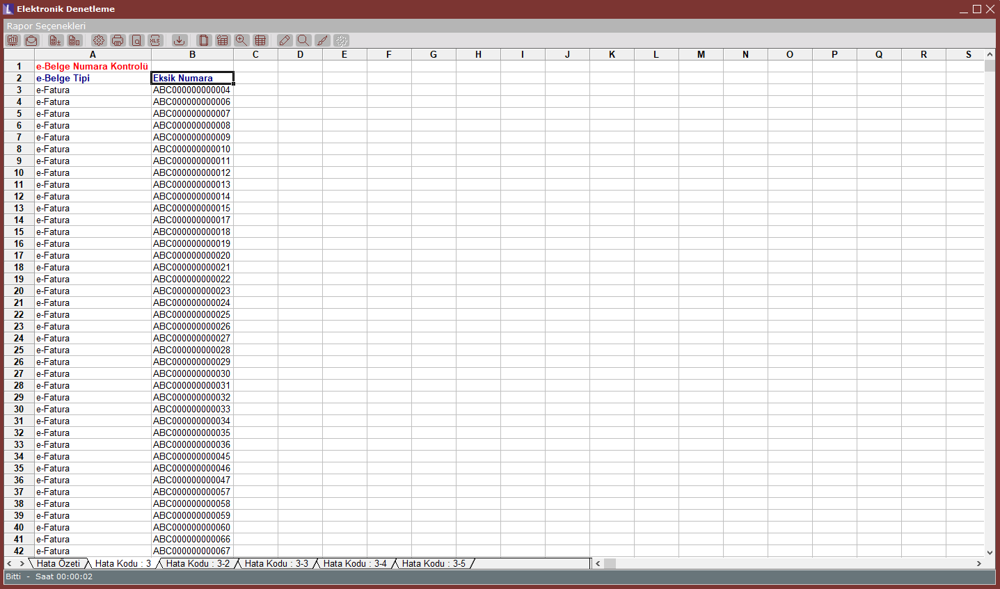 Elektronik Denetleme
Rapor Seçenekleri
A B C D E F G H I J K L M N O P Q R S
1 e-Belge Numara Kontrolü
2 e-Belge Tipi Eksik Numara
3 e-Fatura ABC000000000004
4 e-Fatura ABC000000000006
5 e-Fatura ABC000000000007
6 e-Fatura ABC000000000008
7 e-Fatura ABC000000000009
8 e-Fatura ABC000000000010
9 e-Fatura ABC000000000011
10 e-Fatura ABC000000000012
11 e-Fatura ABC000000000013
12 e-Fatura ABC000000000014
13 e-Fatura ABC000000000015
14 e-Fatura ABC000000000017
15 e-Fatura ABC000000000018
16 e-Fatura ABC000000000019
17 e-Fatura ABC000000000020
18 e-Fatura ABC000000000021
19 e-Fatura ABC000000000022
20 e-Fatura ABC000000000023
21 e-Fatura ABC000000000024
22 e-Fatura ABC000000000025
23 e-Fatura ABC000000000026
24 e-Fatura ABC000000000027
25 e-Fatura ABC000000000028
26 e-Fatura ABC000000000029
27 e-Fatura ABC000000000030
28 e-Fatura ABC000000000031
29 e-Fatura ABC000000000032
30 e-Fatura ABC000000000033
31 e-Fatura ABC000000000034
32 e-Fatura ABC000000000035
33 e-Fatura ABC000000000036
34 e-Fatura ABC000000000045
35 e-Fatura ABC000000000046
36 e-Fatura ABC000000000047
37 e-Fatura ABC000000000057
38 e-Fatura ABC000000000058
39 e-Fatura ABC000000000059
40 e-Fatura ABC000000000060
41 e-Fatura ABC000000000066
42 e-Fatura ABC000000000067
Hata Özeti Hata Kodu : 3 Hata Kodu : 3-2 Hata Kodu : 3-3 Hata Kodu : 3-4 Hata Kodu : 3-5
Bitti - Saat 00:00:02